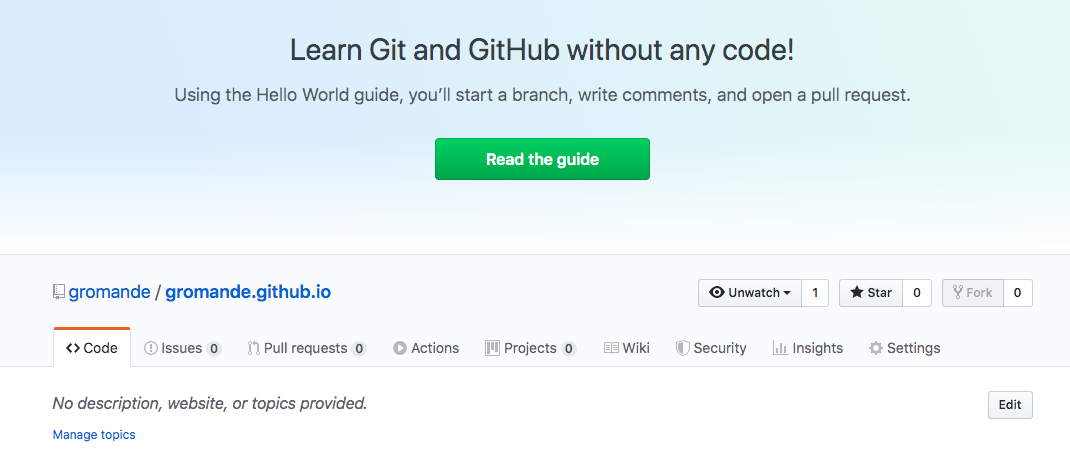 Learn Git and GitHub without any code!
Using the Hello World guide, you’ll start a branch, write comments, and open a pull request.
Read the guide
gromande / gromande.github.io
Unwatch 1 Star 0 Fork 0
Code Issues 0 Pull requests 0 Actions Projects 0 Wiki Security Insights Settings
No description, website, or topics provided.
Edit
Manage topics